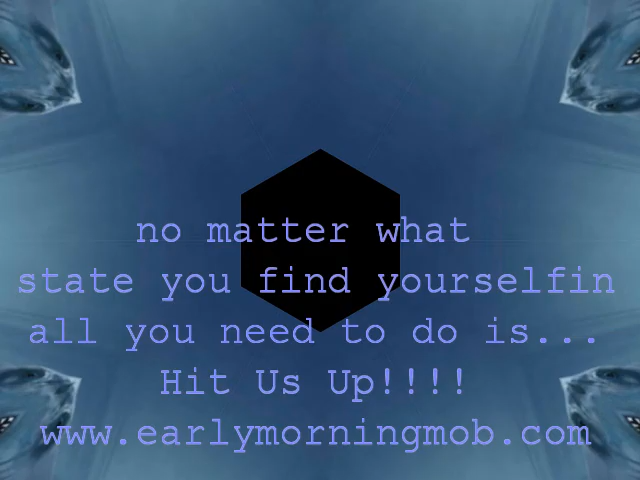 no matter what
state you find yourselfin
all you need to do is...
Hit Us Up!!!!
www.earlymorningmob.com